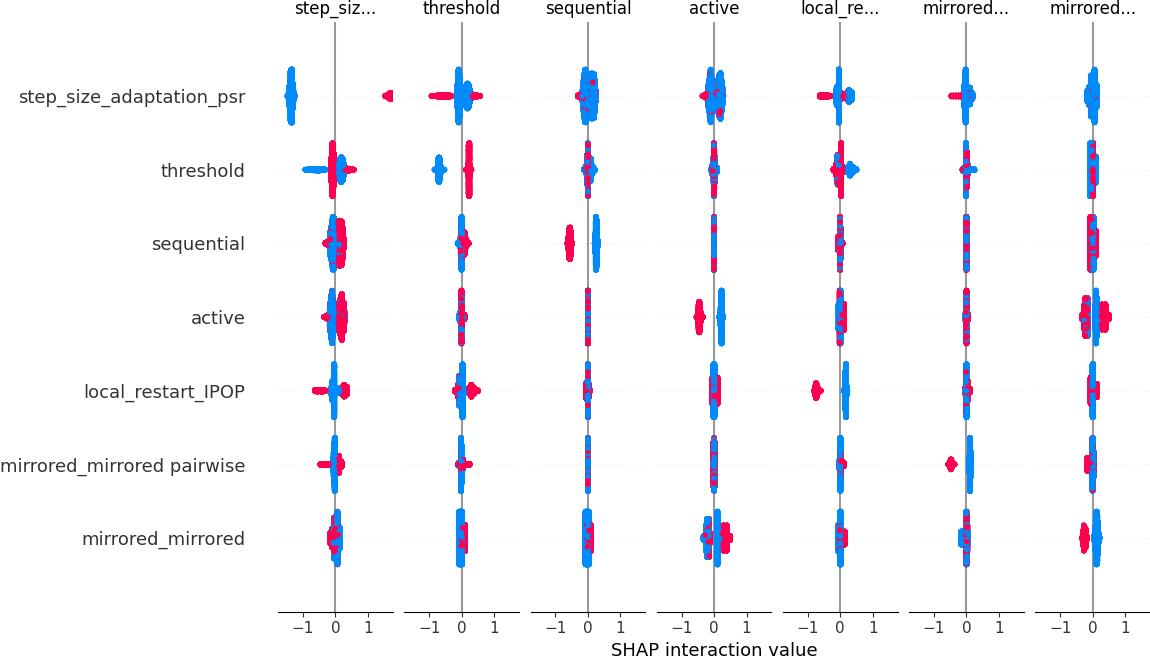 step_siz... threshold sequential active local_re... mirrored... mirrored...
step_size_adaptation_psr
threshold
sequential
active
local_restart_IPOP
mirrored_mirrored pairwise
mirrored_mirrored
−1 0 1 −1 0 1 −1 0 1 −1 0 1 −1 0 1 −1 0 1 −1 0 1
SHAP interaction value